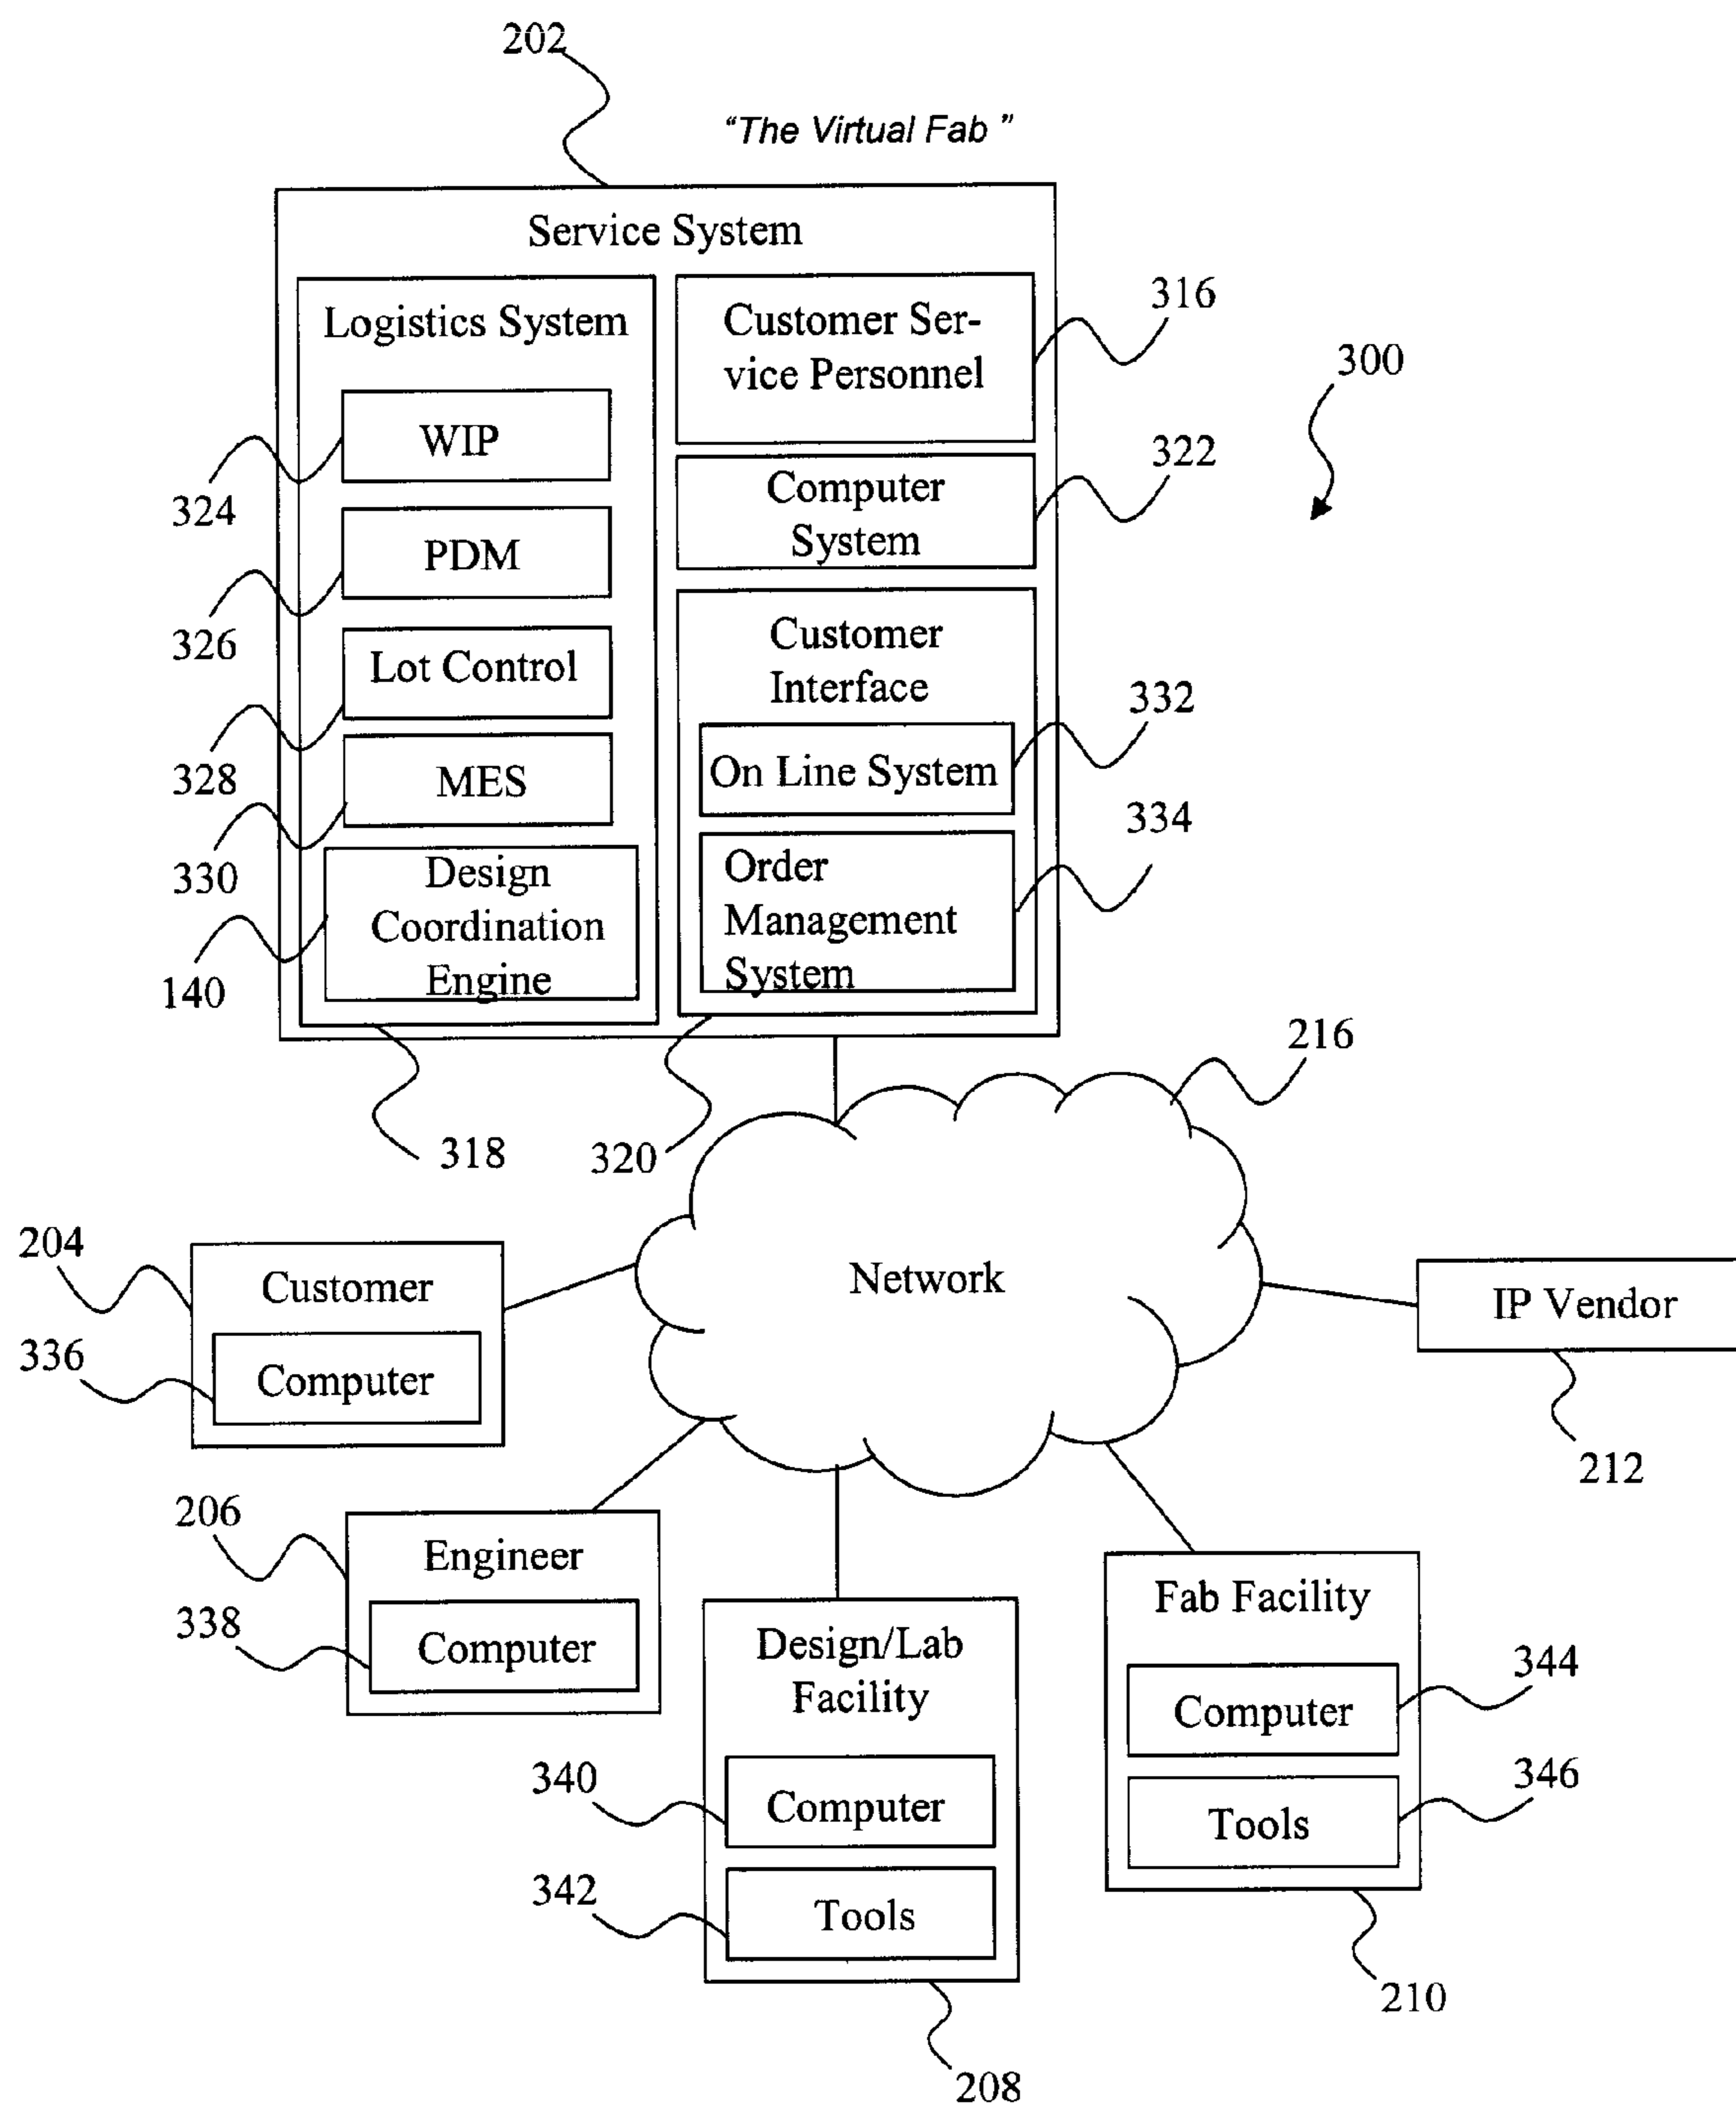 202
“The Virtual Fab ”
Service System
Logistics System
Customer Ser-
vice Personnel
316
300
WIP
324
Computer
System
322
PDM
326
Customer
Interface
Lot Control
328
On Line System
332
MES
330
Order
Management
System
334
Design
Coordination
Engine
140
318
320
216
Network
204
Customer
336
Computer
IP Vendor
212
206
Engineer
338
Computer
Design/Lab
Facility
340
Computer
342
Tools
208
Fab Facility
Computer
344
Tools
346
210